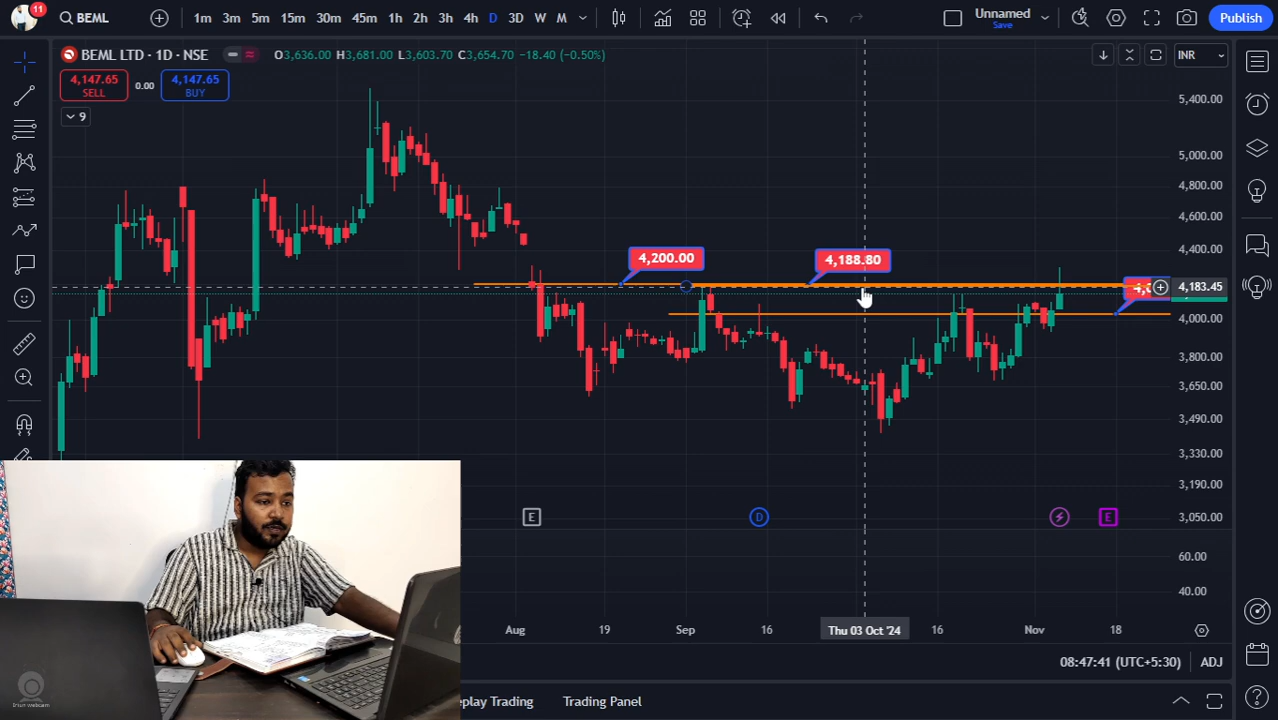 11
BEML
1m 3m 5m 15m 30m 45m 1h 2h 3h 4h D 3D W M
Unnamed
Save
Publish
BEML LTD · 1D · NSE
O3,636.00 H3,681.00 L3,603.70 C3,654.70 −18.40 (−0.50%)
INR
4,147.65
SELL
0.00
4,147.65
BUY
9
5,400.00
5,000.00
4,800.00
4,600.00
4,400.00
4,200.00
4,188.80
4,183.45
4,000.00
3,800.00
3,650.00
3,490.00
3,330.00
3,190.00
3,050.00
E
D
E
60.00
40.00
Aug 19 Sep 16 Thu 03 Oct '24 16 Nov 18
08:47:41 (UTC+5:30) ADJ
eplay Trading Trading Panel
Iriun webcam